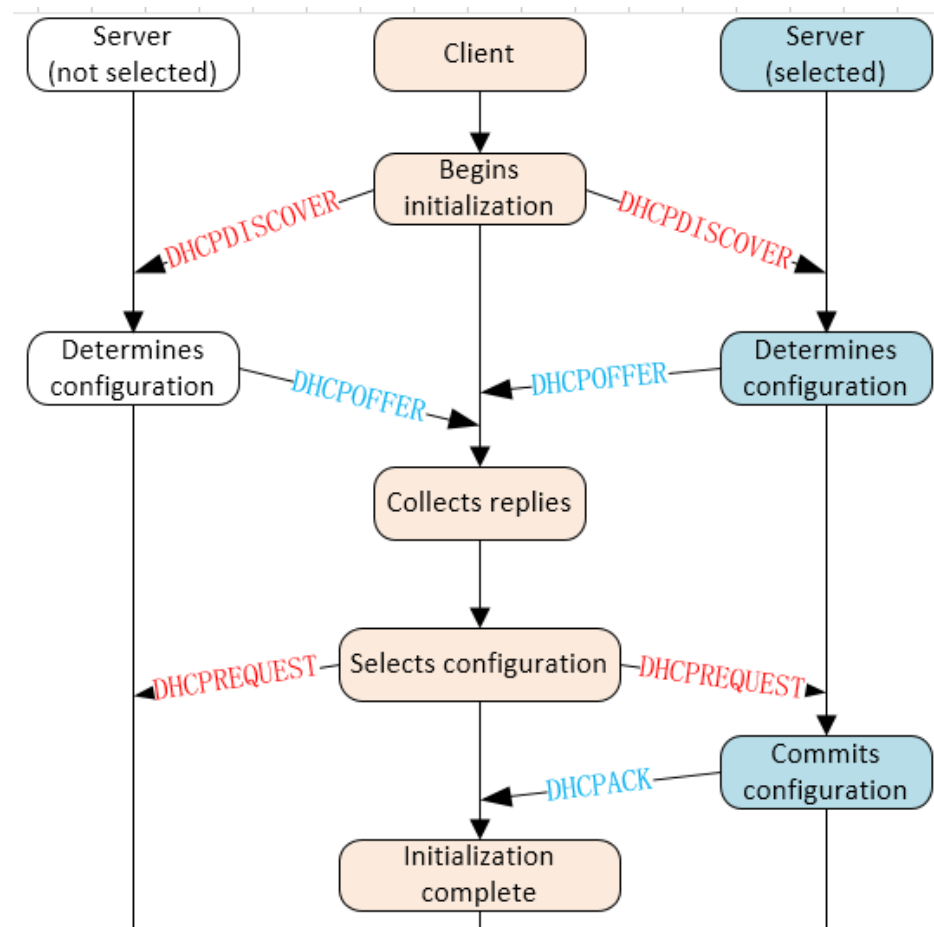 Server
(not selected)
Client
Server
(selected)
Begins
initialization
DHCPDISCOVER
DHCPDISCOVER
Determines
configuration
Determines
configuration
DHCPOFFER
DHCPOFFER
Collects replies
Selects configuration
DHCPREQUEST
DHCPREQUEST
Commits
configuration
DHCPACK
Initialization
complete